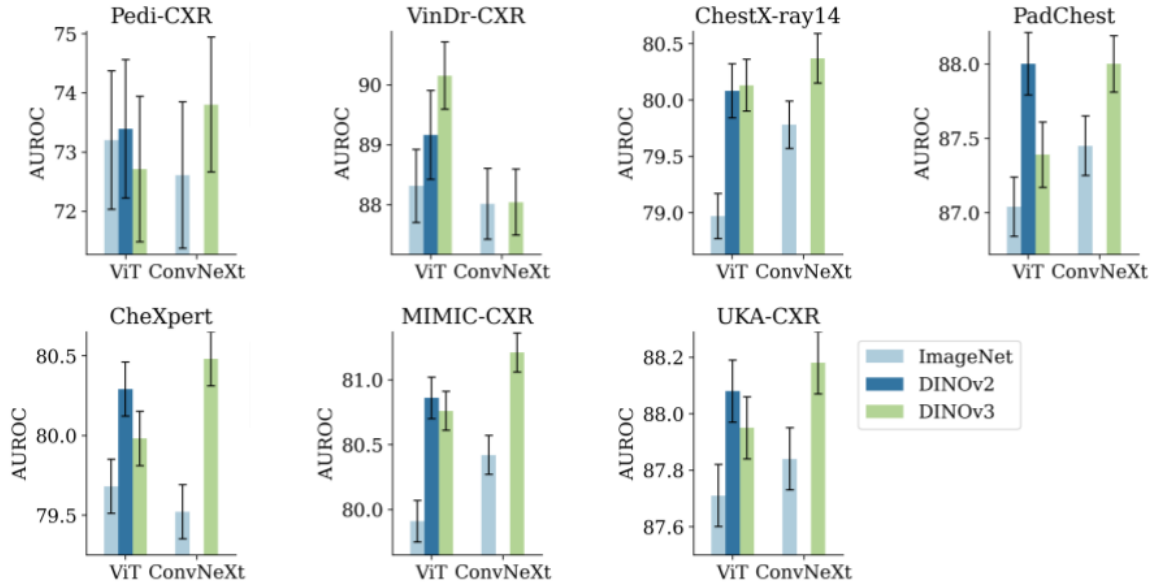 Pedi-CXR
VinDr-CXR
ChestX-ray14
PadChest
AUROC
75
74
73
72
ViT ConvNeXt
AUROC
90
89
88
ViT ConvNeXt
AUROC
80.5
80.0
79.5
79.0
ViT ConvNeXt
AUROC
88.0
87.5
87.0
ViT ConvNeXt
CheXpert
MIMIC-CXR
UKA-CXR
AUROC
80.5
80.0
79.5
ViT ConvNeXt
AUROC
81.0
80.5
80.0
ViT ConvNeXt
AUROC
88.2
88.0
87.8
87.6
ViT ConvNeXt
ImageNet
DINOv2
DINOv3